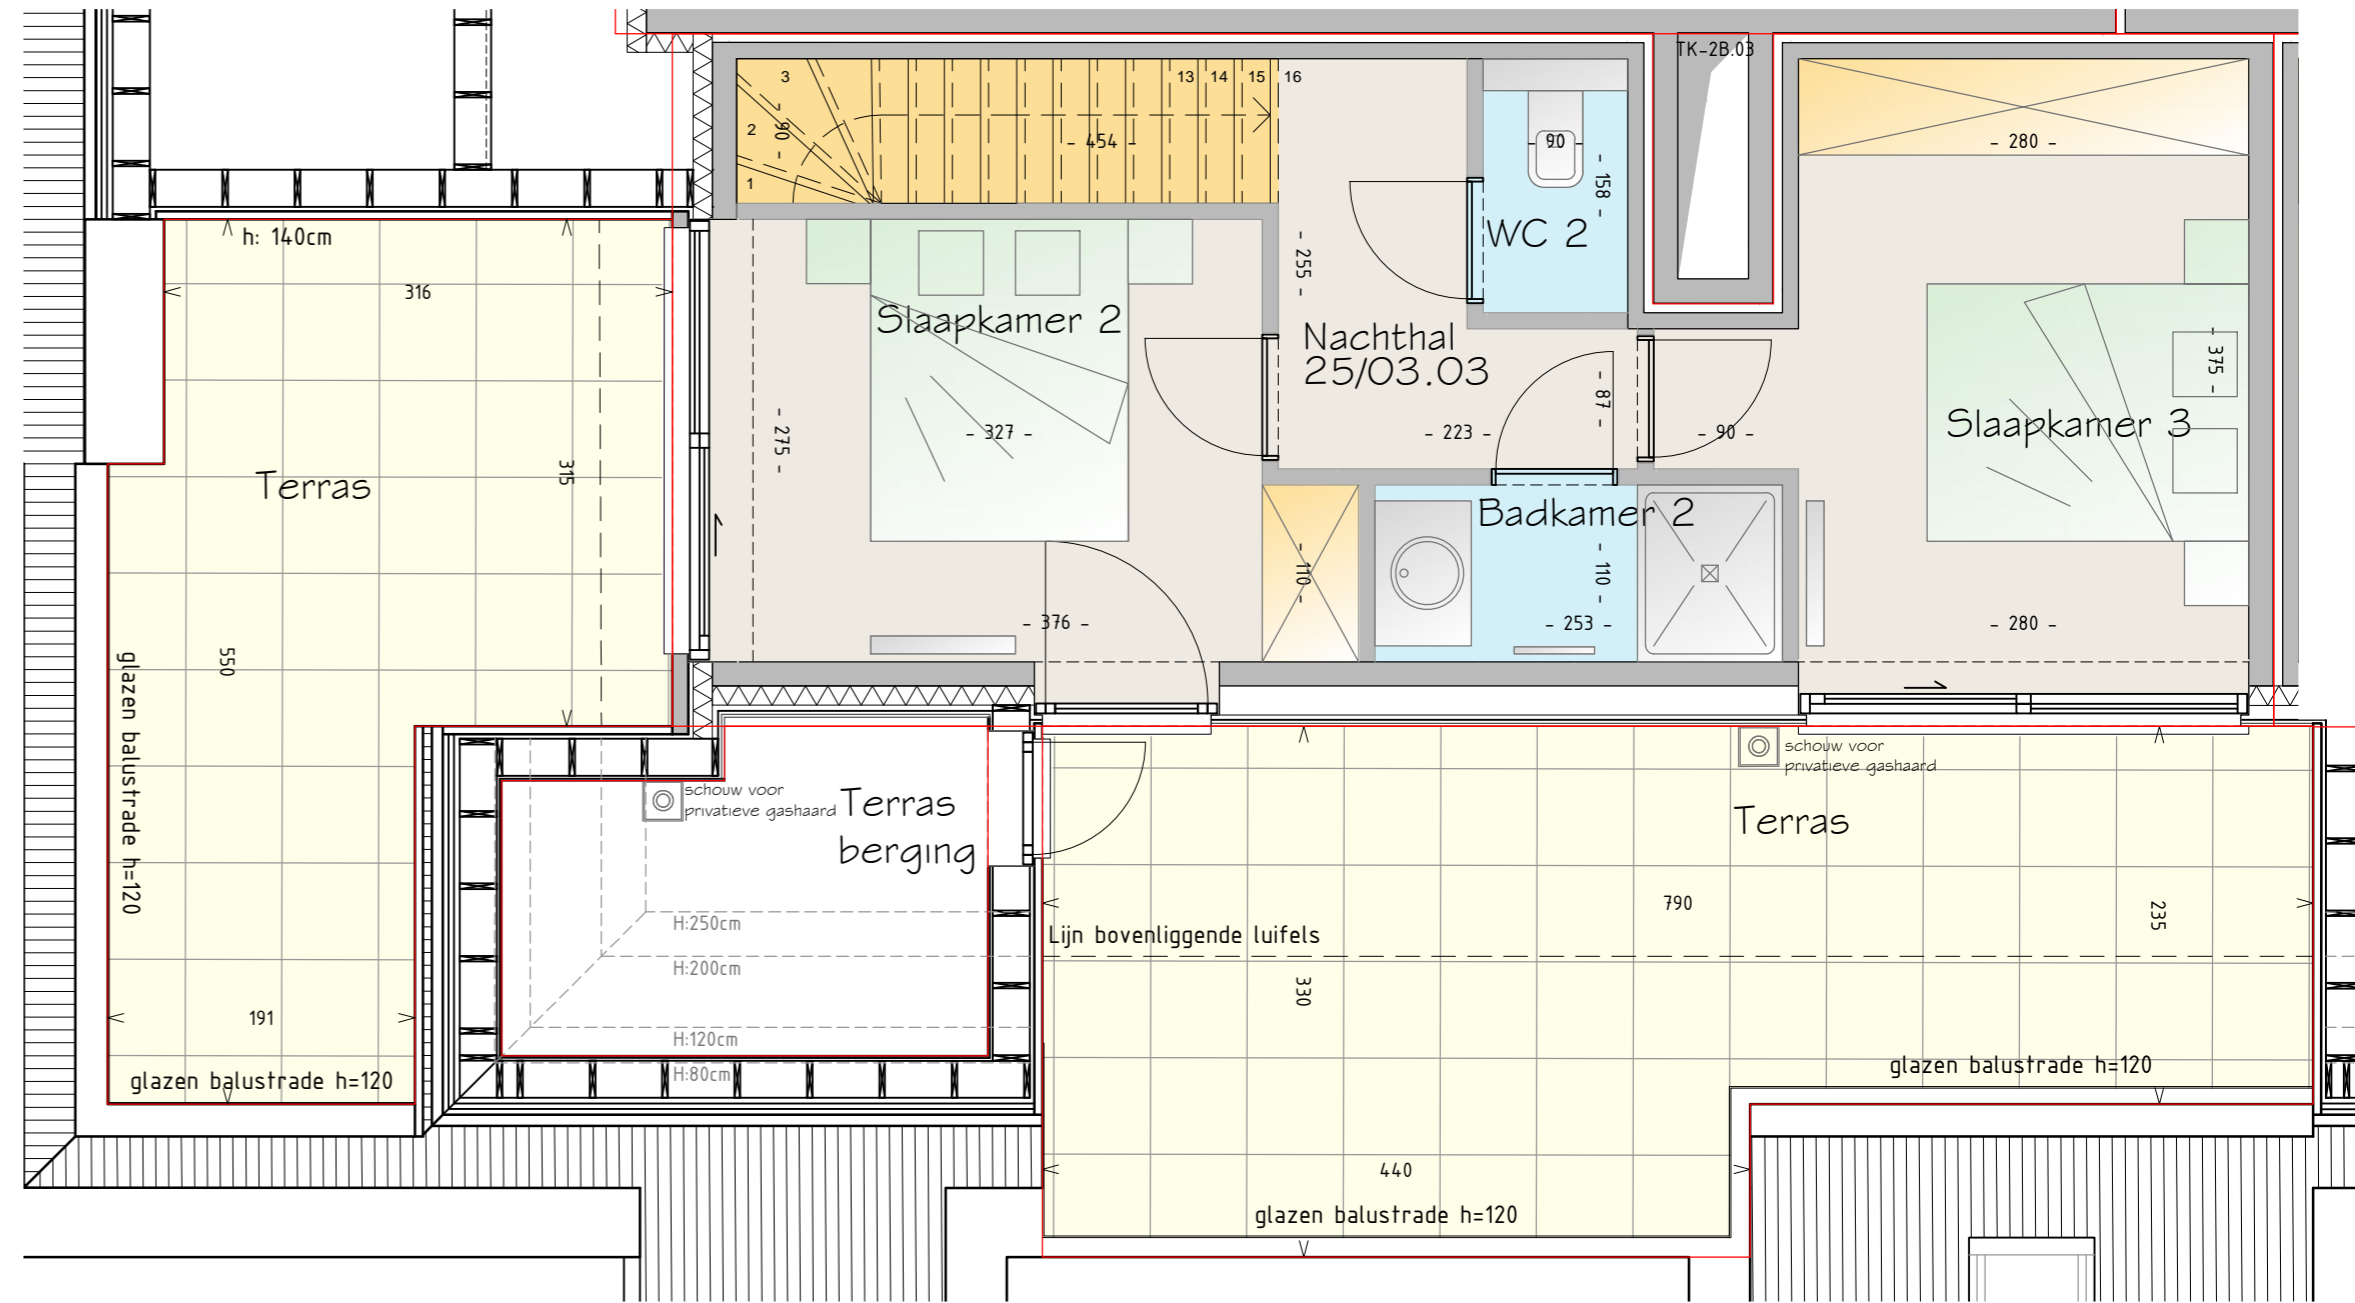 TK-2B.03
3
13 14 15 16
2
- 90 -
- 454 -
1
- 90 -
- 158 -
- 280 -
h: 140cm
WC 2
316
- 255 -
Slaapkamer 2
Nachthal
25/03.03
- 375 -
- 87 -
- 275 -
- 327 -
- 223 -
- 90 -
Slaapkamer 3
315
Terras
Badkamer 2
- 110 -
- 110 -
- 376 -
- 253 -
- 280 -
550
glazen balustrade h=120
schouw voor
privatieve gashaard
schouw voor
privatieve gashaard
Terras
berging
Terras
790
235
H:250cm
Lijn bovenliggende luifels
H:200cm
330
191
H:120cm
glazen balustrade h=120
H:80cm
glazen balustrade h=120
440
glazen balustrade h=120